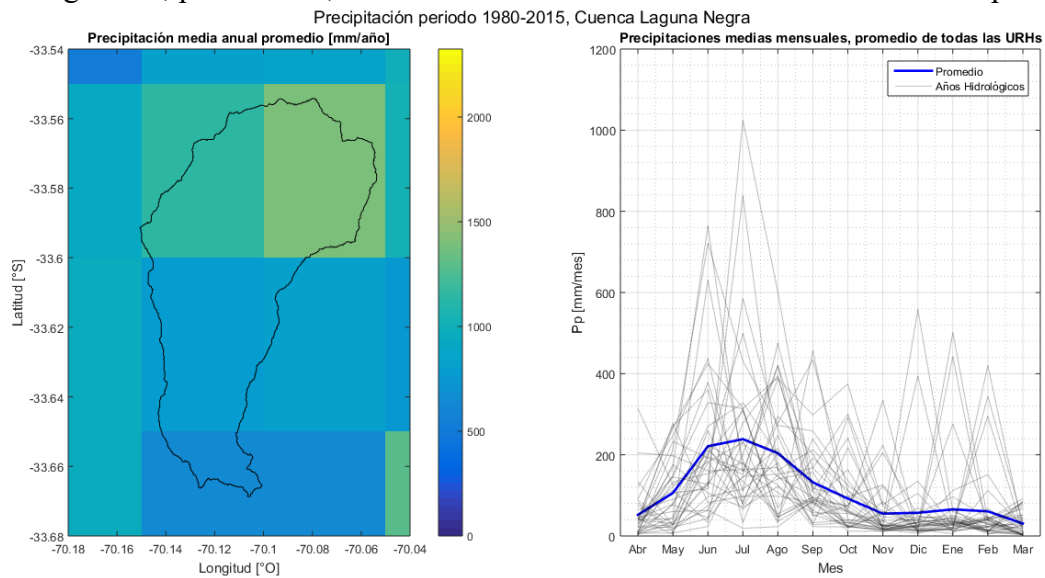 Precipitación periodo 1980-2015, Cuenca Laguna Negra
Precipitación media anual promedio [mm/año]
-33.54
-33.56
-33.58
-33.6
-33.62
-33.64
-33.66
-33.68
Latitud [°S]
-70.18 -70.16 -70.14 -70.12 -70.1 -70.08 -70.06 -70.04
Longitud [°O]
2000
1500
1000
500
0
Precipitaciones medias mensuales, promedio de todas las URHs
Promedio
Años Hidrológicos
1200
1000
800
600
400
200
0
Pp [mm/mes]
Abr May Jun Jul Ago Sep Oct Nov Dic Ene Feb Mar
Mes